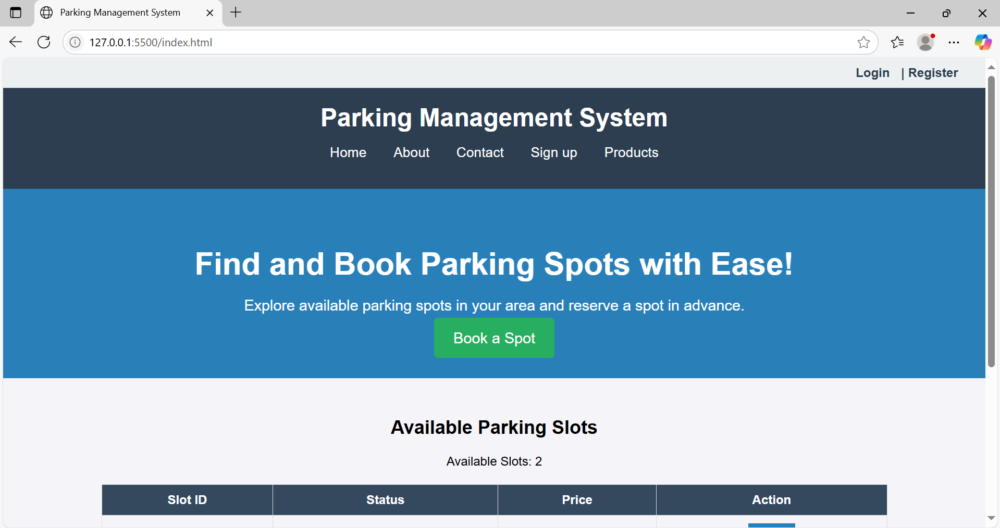 Parking Management System
127.0.0.1:5500/index.html
Login | Register
Parking Management System
Home About Contact Sign up Products
Find and Book Parking Spots with Ease!
Explore available parking spots in your area and reserve a spot in advance.
Book a Spot
Available Parking Slots
Available Slots: 2
Slot ID Status Price Action